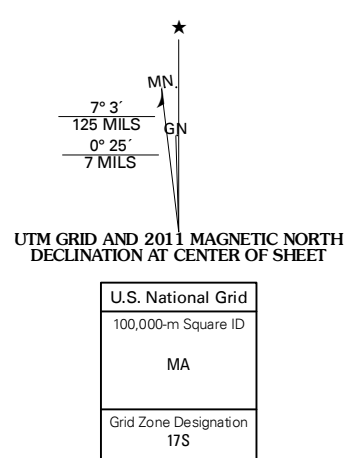 MN.
7° 3´
125 MILS
GN
0° 25´
7 MILS
UTM GRID AND 2011 MAGNETIC NORTH
DECLINATION AT CENTER OF SHEET
U.S. National Grid
100,000-m Square ID
MA
Grid Zone Designation
17S